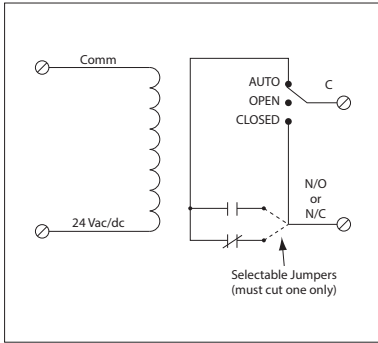 Comm
24 Vac/dc
AUTO
OPEN
CLOSED
C
N/O
or
N/C
Selectable Jumpers
(must cut one only)